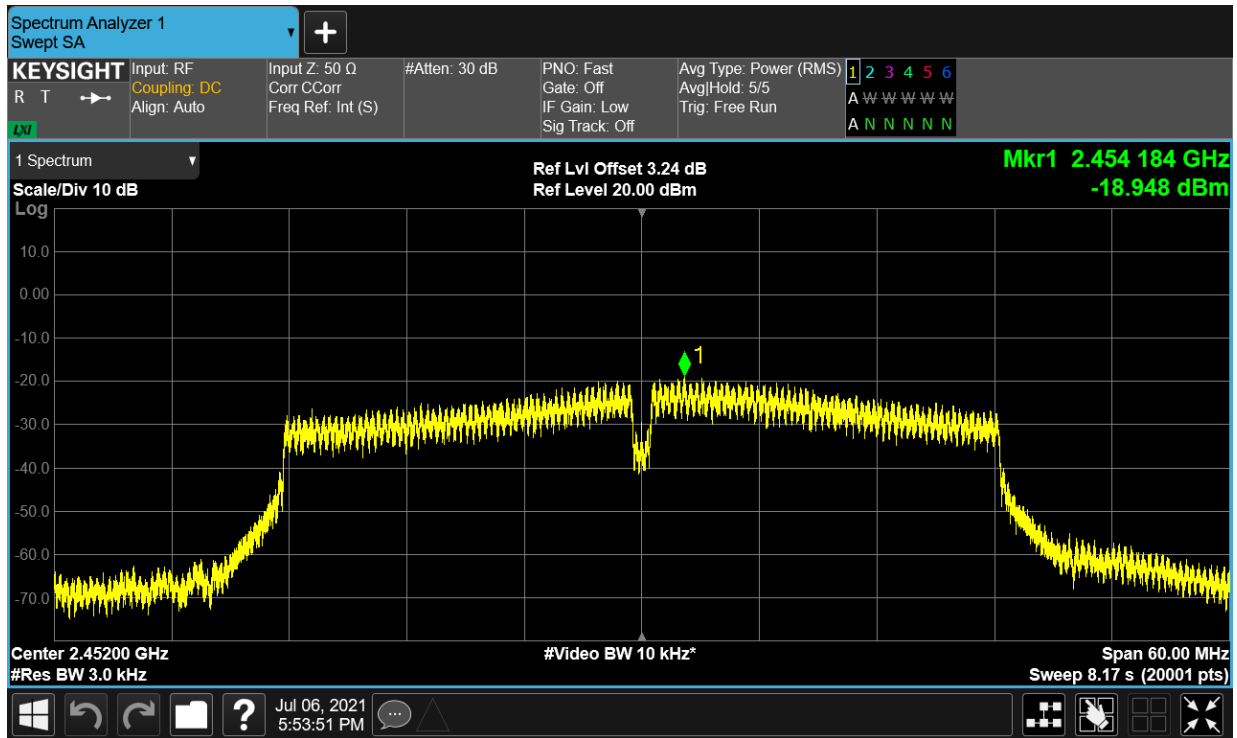 Spectrum Analyzer 1
Swept SA
KEYSIGHT
R T
LXI
Input: RF
Coupling: DC
Align: Auto
Input Z: 50 Ω
Corr CCorr
Freq Ref: Int (S)
#Atten: 30 dB
PNO: Fast
Gate: Off
IF Gain: Low
Sig Track: Off
Avg Type: Power (RMS)
Avg|Hold: 5/5
Trig: Free Run
1 2 3 4 5 6
A W W W W W
A N N N N N
1 Spectrum
Scale/Div 10 dB
Log
Ref Lvl Offset 3.24 dB
Ref Level 20.00 dBm
Mkr1 2.454 184 GHz
-18.948 dBm
10.0
0.00
-10.0
1
-20.0
-30.0
-40.0
-50.0
-60.0
-70.0
Center 2.45200 GHz
#Video BW 10 kHz*
Span 60.00 MHz
#Res BW 3.0 kHz
Sweep 8.17 s (20001 pts)
?
Jul 06, 2021
5:53:51 PM